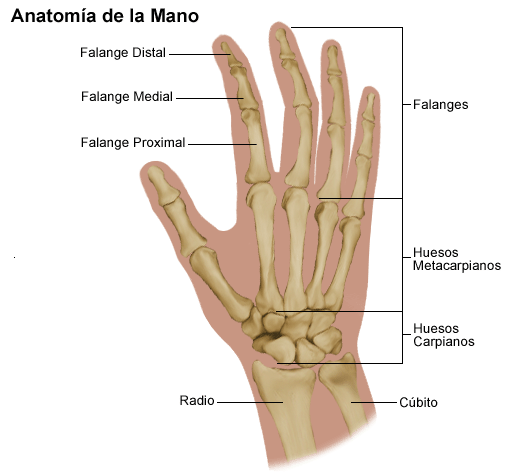 Anatomía de la Mano
Falange Distal
Falange Medial
Falange Proximal
Falanges
Huesos
Metacarpianos
Huesos
Carpianos
Radio
Cúbito